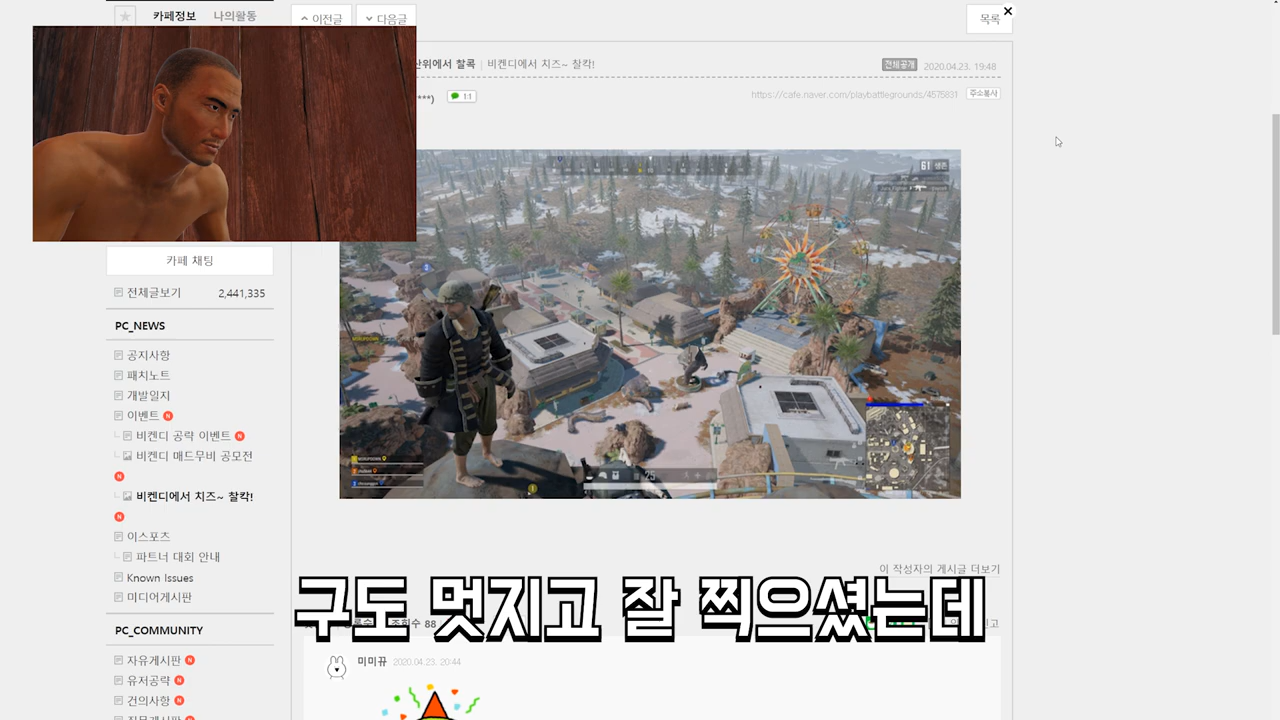 카페정보 나의활동
이전글 다음글
목록
산위에서 찰콕 | 비켄디에서 치즈~ 찰칵!
전체공개 2020.04.23. 19:48
***) 1:1
https://cafe.naver.com/playbattlegrounds/4575831 주소복사
61 생존
25
카페 채팅
전체글보기 2,441,335
PC_NEWS
공지사항
패치노트
개발일지
이벤트 N
비켄디 공략 이벤트 N
비켄디 매드무비 공모전
N
비켄디에서 치즈~ 찰칵!
N
이스포츠
파트너 대회 안내
Known Issues
미디어게시판
PC_COMMUNITY
자유게시판 N
유저공략 N
건의사항 N
이 작성자의 게시글 더보기
구도 멋지고 잘 찍으셨는데
조회수 88
신고
미미뀨 2020.04.23. 20:44